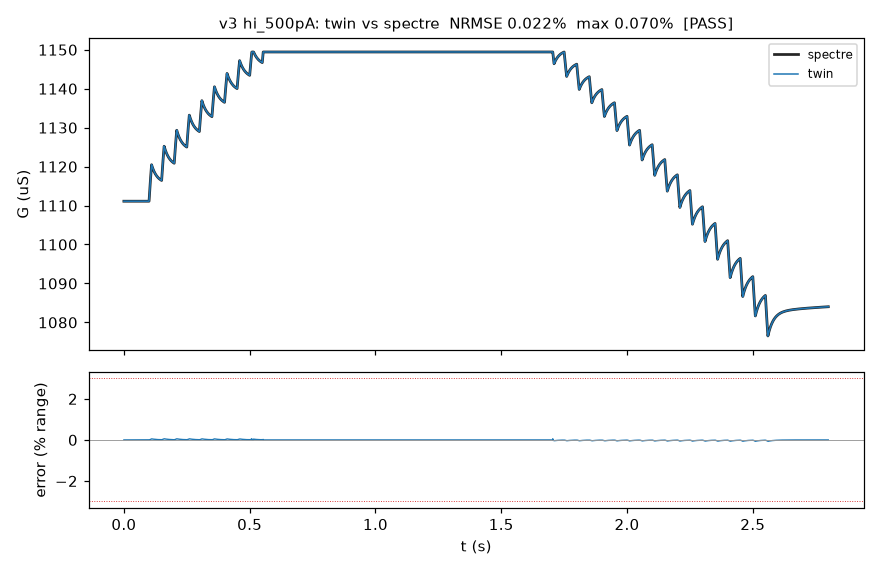 v3 hi_500pA: twin vs spectre  NRMSE 0.022%  max 0.070%  [PASS]
spectre
twin
G (uS)
1150
1140
1130
1120
1110
1100
1090
1080
error (% range)
2
0
−2
0.0 0.5 1.0 1.5 2.0 2.5
t (s)